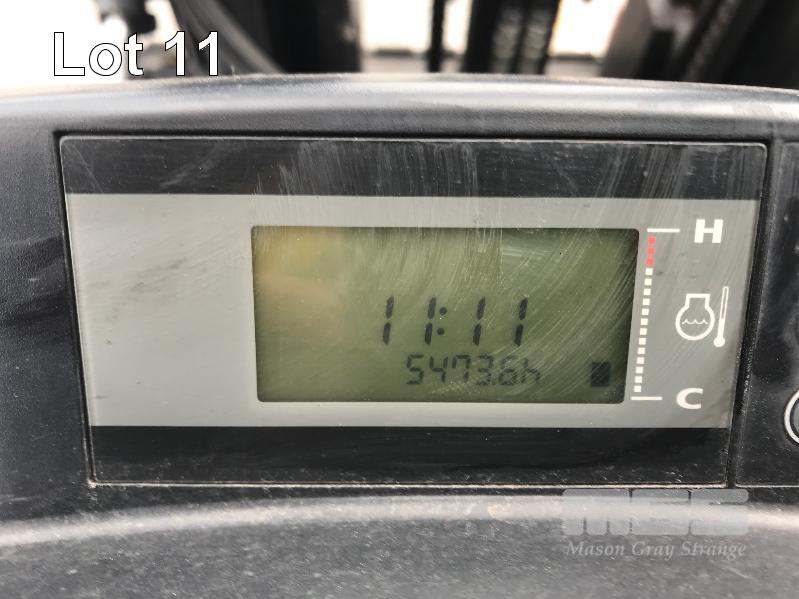 Lot 11
H
11:11
5473.6h
C
MGS
Mason Gray Strange